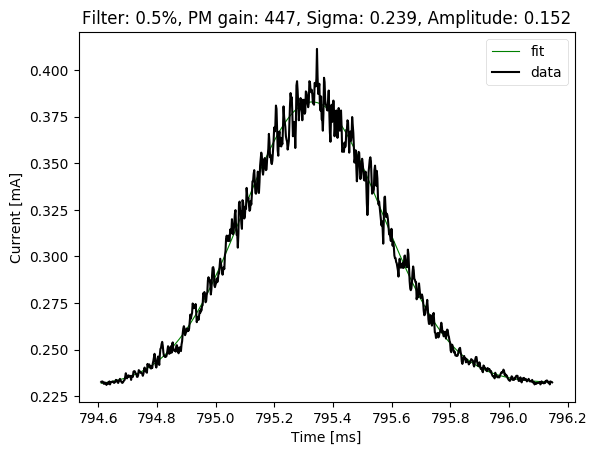 Filter: 0.5%, PM gain: 447, Sigma: 0.239, Amplitude: 0.152
fit
data
0.400
0.375
0.350
0.325
0.300
0.275
0.250
0.225
Current [mA]
794.6 794.8 795.0 795.2 795.4 795.6 795.8 796.0 796.2
Time [ms]